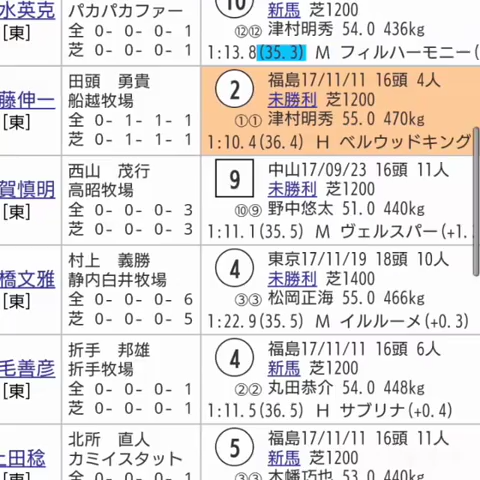 水英克
[東]
パカパカファー
全 0- 0- 0- 1
芝 0- 0- 0- 1
10
新馬 芝1200
⑫⑫ 津村明秀 54.0 436kg
1:13.8(35.3) M フィルハーモニー(
藤伸一
[東]
田頭 勇貴
船越牧場
全 0- 1- 1- 1
芝 0- 1- 1- 1
2
福島17/11/11 16頭 4人
未勝利 芝1200
①① 津村明秀 55.0 470kg
1:10.4(36.4) H ベルウッドキング
賀慎明
[東]
西山 茂行
高昭牧場
全 0- 0- 0- 3
芝 0- 0- 0- 3
9
中山17/09/23 16頭 11人
未勝利 芝1200
⑩⑨ 野中悠太 51.0 440kg
1:11.1(35.5) M ヴェルスパー(+1.
橋文雅
[東]
村上 義勝
静内白井牧場
全 0- 0- 0- 6
芝 0- 0- 0- 5
4
東京17/11/19 18頭 10人
未勝利 芝1400
③③ 松岡正海 55.0 466kg
1:22.9(35.5) M イルルーメ(+0.3)
毛善彦
[東]
折手 邦雄
折手牧場
全 0- 0- 0- 1
芝 0- 0- 0- 1
4
福島17/11/11 16頭 6人
新馬 芝1200
②② 丸田恭介 54.0 448kg
1:11.5(36.5) H サブリナ(+0.4)
上田稔
[東]
北所 直人
カミイスタット
全 0- 0- 0- 1
5
福島17/11/11 16頭 11人
新馬 芝1200
③③ 木幡巧也 53.0 440kg